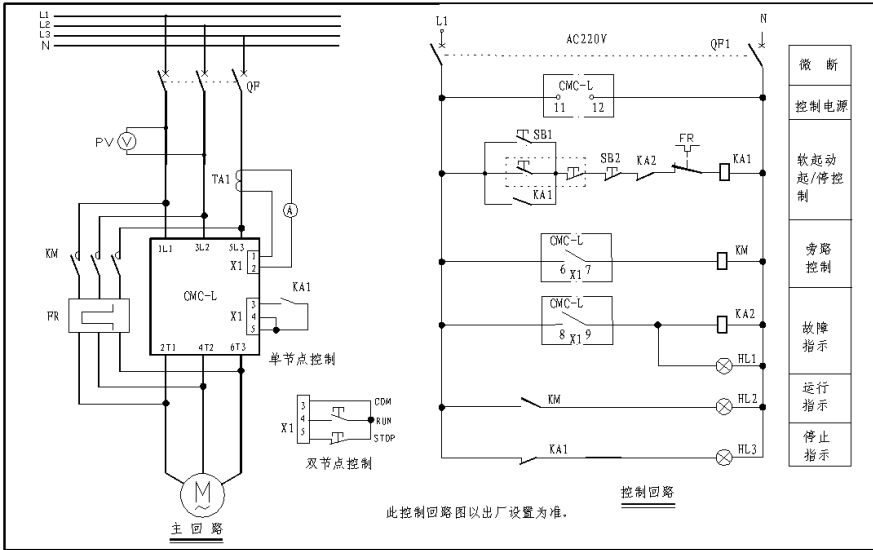 L1
L2
L3
N
QF
PV
V
TA1
A
KM
1L1 3L2 5L3
X1
1
2
CMC-L
KA1
X1
3
4
5
FR
2T1 4T2 6T3
单节点控制
X1
3
4
5
COM
RUN
STOP
双节点控制
M
~
主回路
L1
N
AC220V
QF1
CMC-L
11 12
SB1
SB2
KA2
FR
KA1
KA1
CMC-L
6 X1 7
KM
CMC-L
8 X1 9
KA2
HL1
KM
HL2
KA1
HL3
控制回路
此控制回路图以出厂设置为准.
微断
控制电源
软起动
起/停控
制
旁路
控制
故障
指示
运行
指示
停止
指示